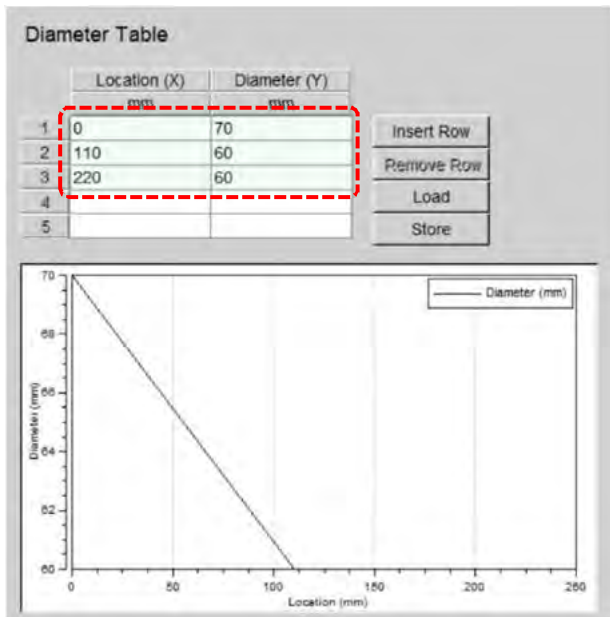 Diameter Table
Location (X) Diameter (Y)
mm mm
1 0 70
2 110 60
3 220 60
4
5
Insert Row
Remove Row
Load
Store
Diameter (mm)
70
68
66
64
62
60
Diameter (mm)
0 50 100 150 200 250
Location (mm)